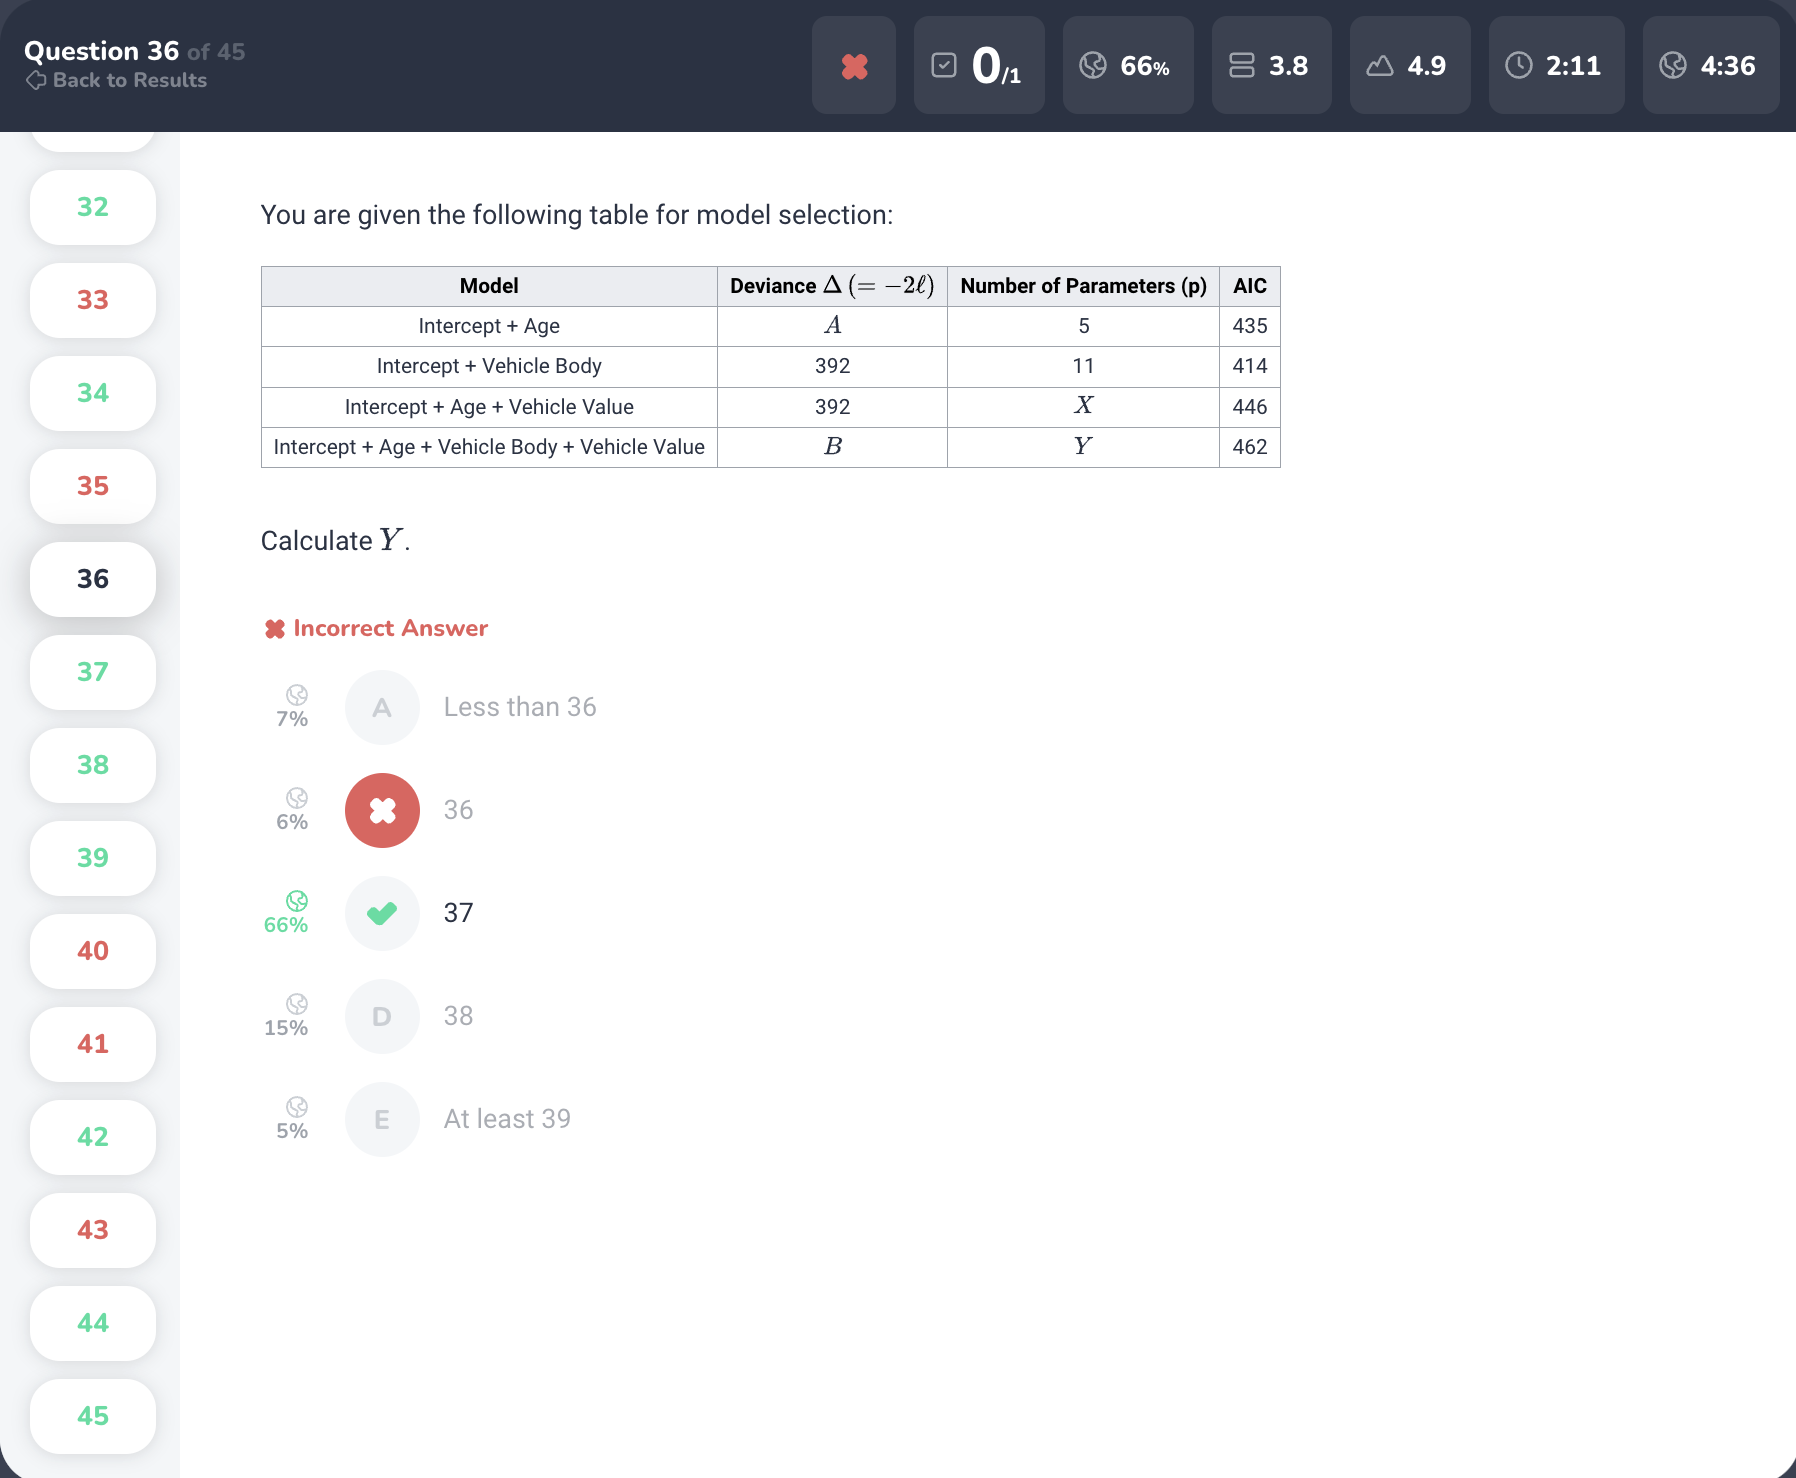 Question 36 of 45
Back to Results
0/1
66%
3.8
4.9
2:11
4:36
32
33
34
35
36
37
38
39
40
41
42
43
44
45
You are given the following table for model selection:
Model Deviance Δ (= −2ℓ) Number of Parameters (p) AIC
Intercept + Age A 5 435
Intercept + Vehicle Body 392 11 414
Intercept + Age + Vehicle Value 392 X 446
Intercept + Age + Vehicle Body + Vehicle Value B Y 462
Calculate Y.
Incorrect Answer
7% A Less than 36
6% 36
66% 37
15% D 38
5% E At least 39